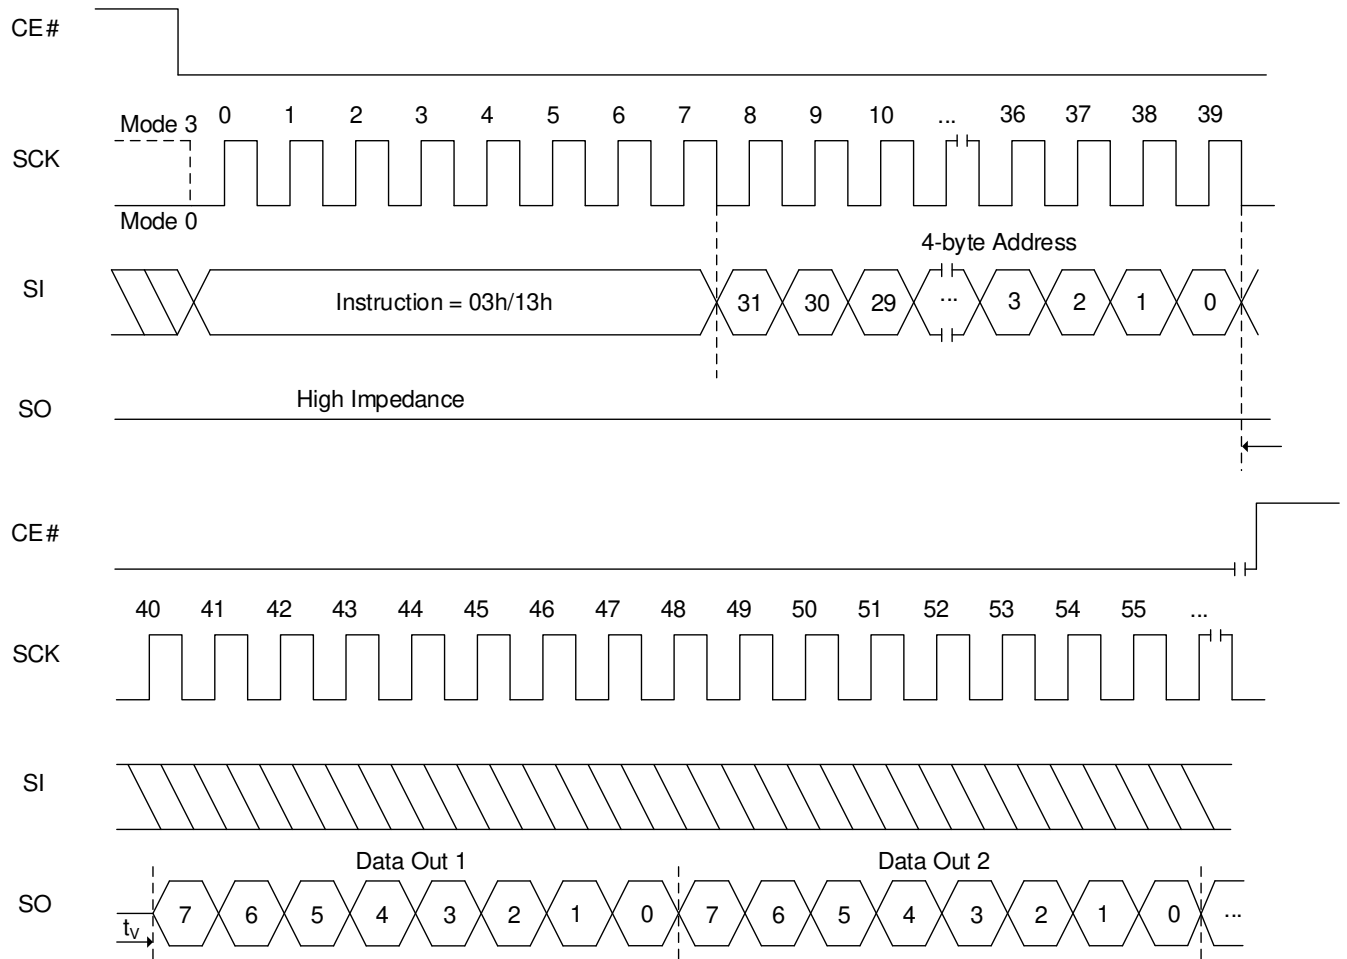 CE#
0 1 2 3 4 5 6 7 8 9 10 ... 36 37 38 39
Mode 3
SCK
Mode 0
4-byte Address
SI
Instruction = 03h/13h
31 30 29 ... 3 2 1 0
High Impedance
SO
CE#
40 41 42 43 44 45 46 47 48 49 50 51 52 53 54 55 ...
SCK
SI
Data Out 1
Data Out 2
SO
7 6 5 4 3 2 1 0 7 6 5 4 3 2 1 0 ...
tV